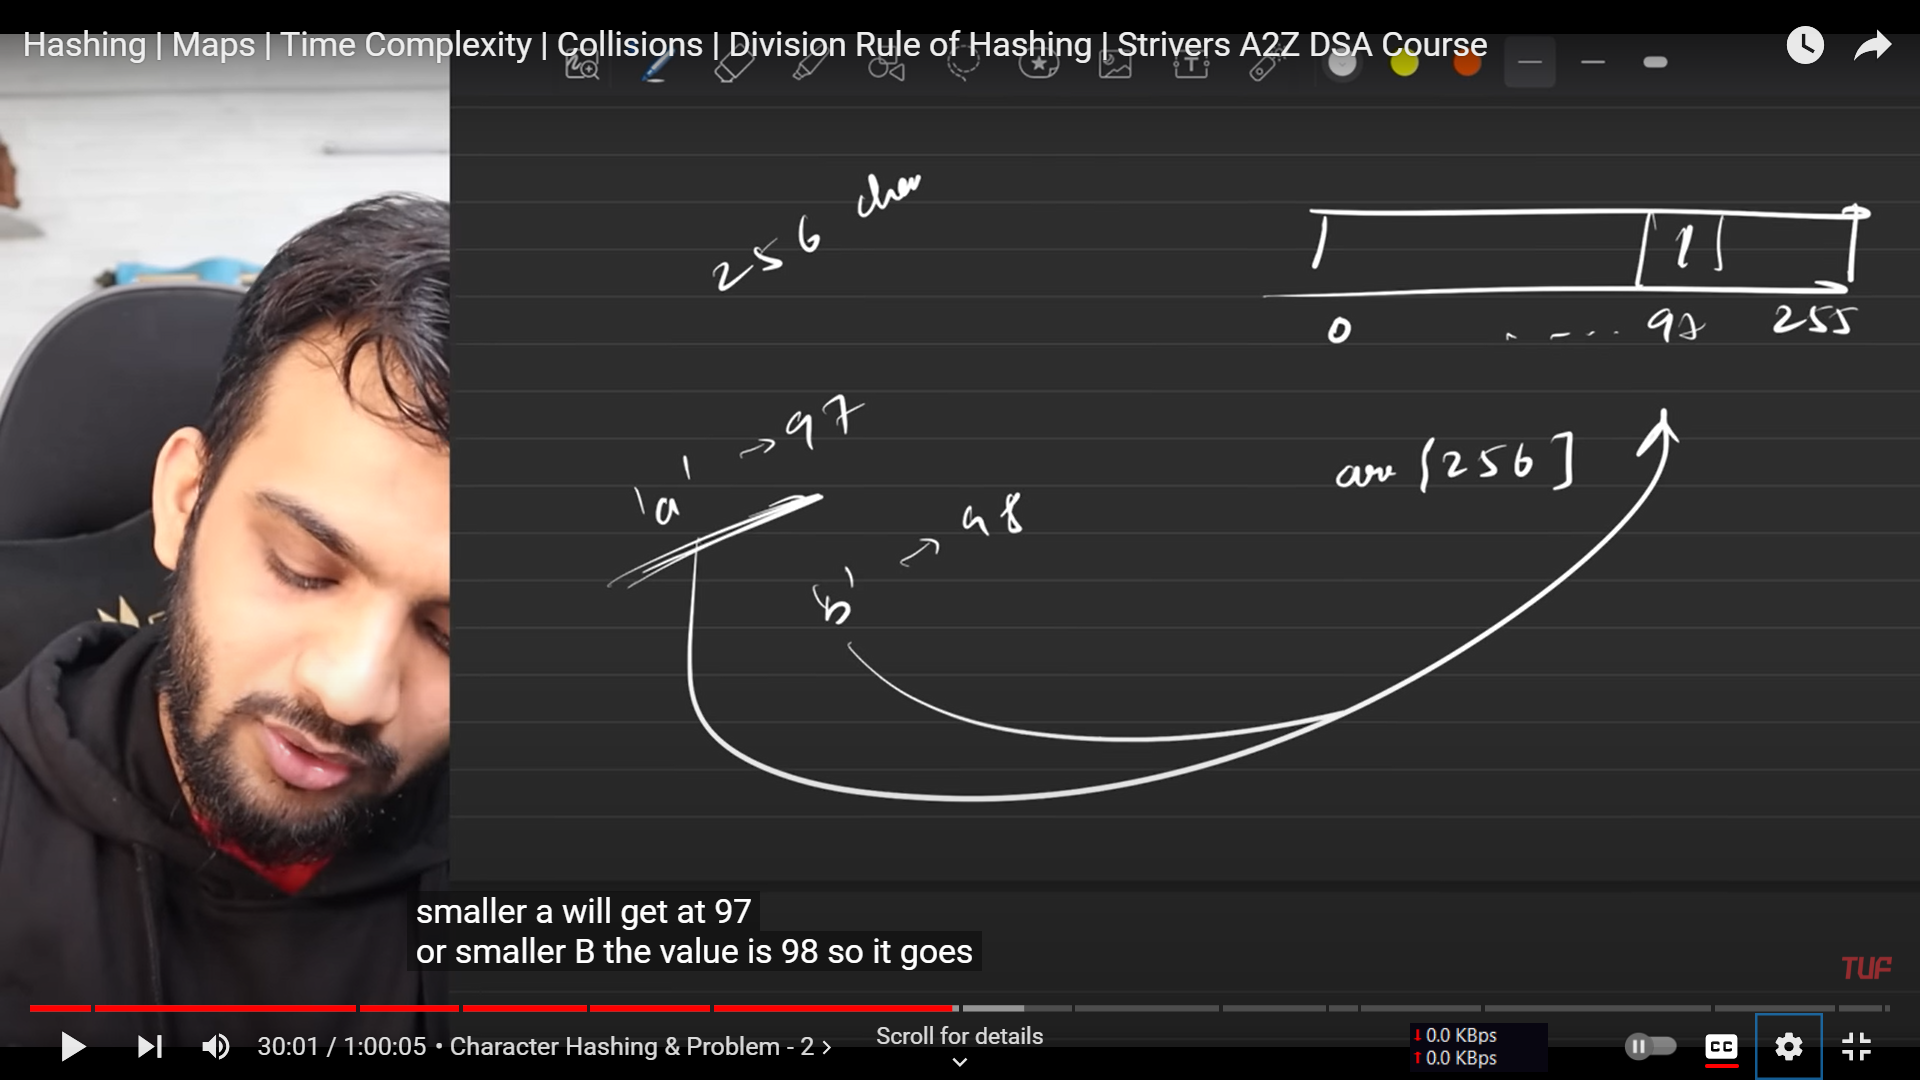 Hashing | Maps | Time Complexity | Collisions | Division Rule of Hashing | Strivers A2Z DSA Course
256 char
1
0 - - - - 97 255
'a' → 97
arr [256]
'b' → 98
smaller a will get at 97
or smaller B the value is 98 so it goes
TUF
30:01 / 1:00:05 • Character Hashing & Problem - 2 >
Scroll for details
0.0 KBps
0.0 KBps
CC